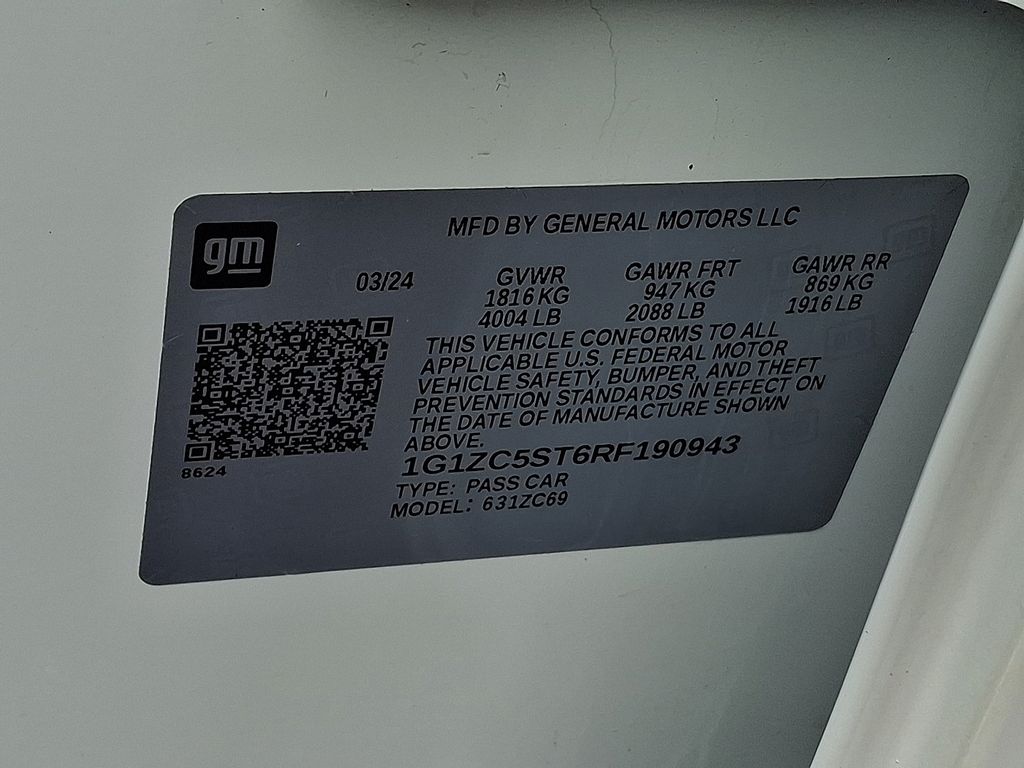 gm
MFD BY GENERAL MOTORS LLC
03/24
GVWR
1816 KG
4004 LB
GAWR FRT
947 KG
2088 LB
GAWR RR
869 KG
1916 LB
THIS VEHICLE CONFORMS TO ALL
APPLICABLE U.S. FEDERAL MOTOR
VEHICLE SAFETY, BUMPER, AND THEFT
PREVENTION STANDARDS IN EFFECT ON
THE DATE OF MANUFACTURE SHOWN
ABOVE.
8624
1G1ZC5ST6RF190943
TYPE: PASS CAR
MODEL: 631ZC69